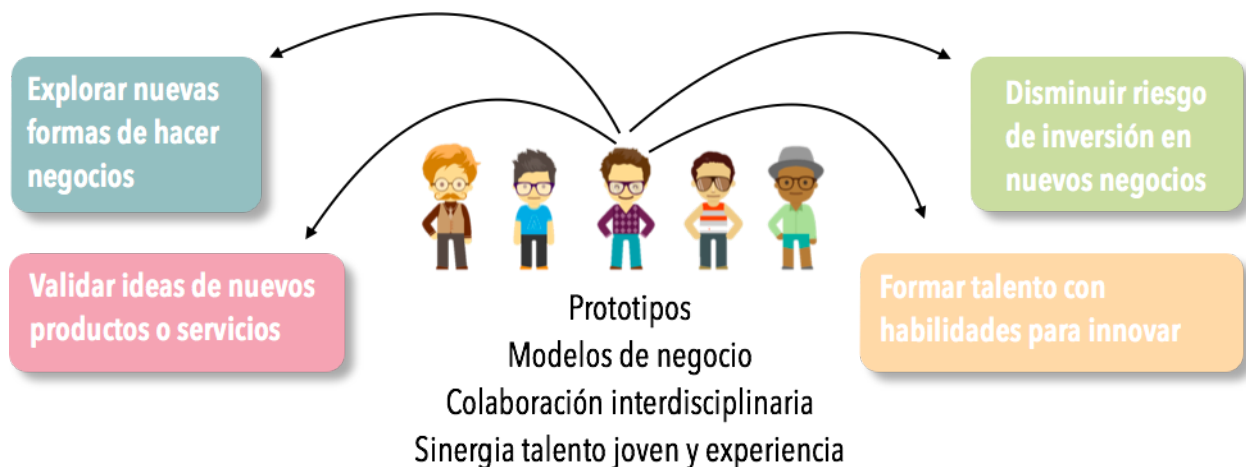 Explorar nuevas
formas de hacer
negocios
Validar ideas de nuevos
productos o servicios
Disminuir riesgo
de inversión en
nuevos negocios
Formar talento con
habilidades para innovar
Prototipos
Modelos de negocio
Colaboración interdisciplinaria
Sinergia talento joven y experiencia